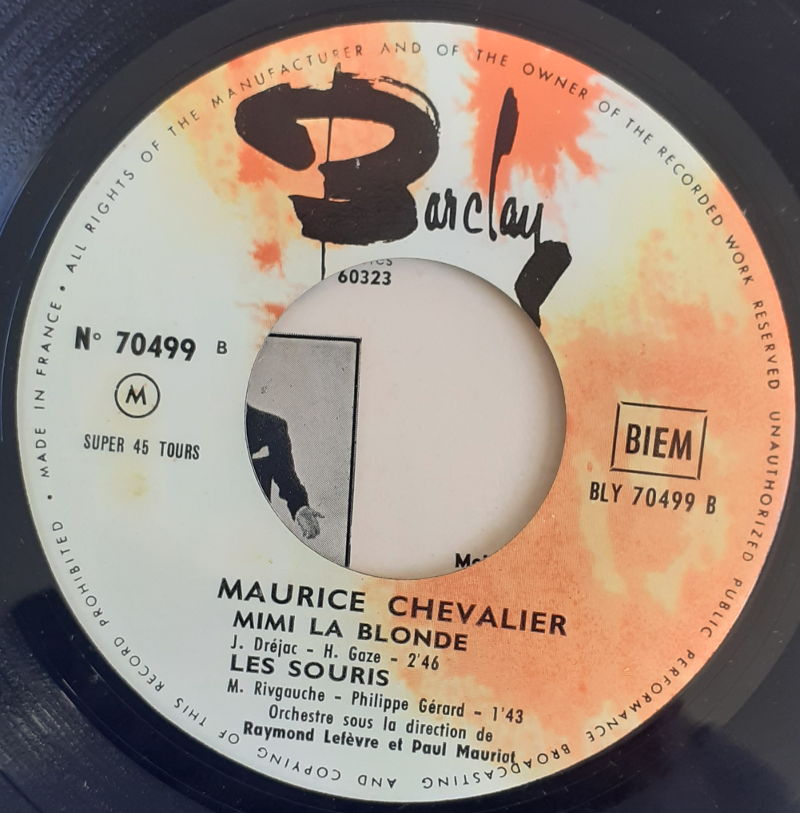 • MADE IN FRANCE • ALL RIGHTS OF THE MANUFACTURER AND OF THE OWNER OF THE RECORDED WORK RESERVED UNAUTHORIZED PUBLIC PERFORMANCE BROADCASTING AND COPYING OF THIS RECORD PROHIBITED
Barclay
60323
N° 70499 B
M
SUPER 45 TOURS
BIEM
BLY 70499 B
MAURICE CHEVALIER
MIMI LA BLONDE
J. Dréjac - H. Gaze - 2'46
LES SOURIS
M. Rivgauche - Philippe Gérard - 1'43
Orchestre sous la direction de
Raymond Lefèvre et Paul Mauriat